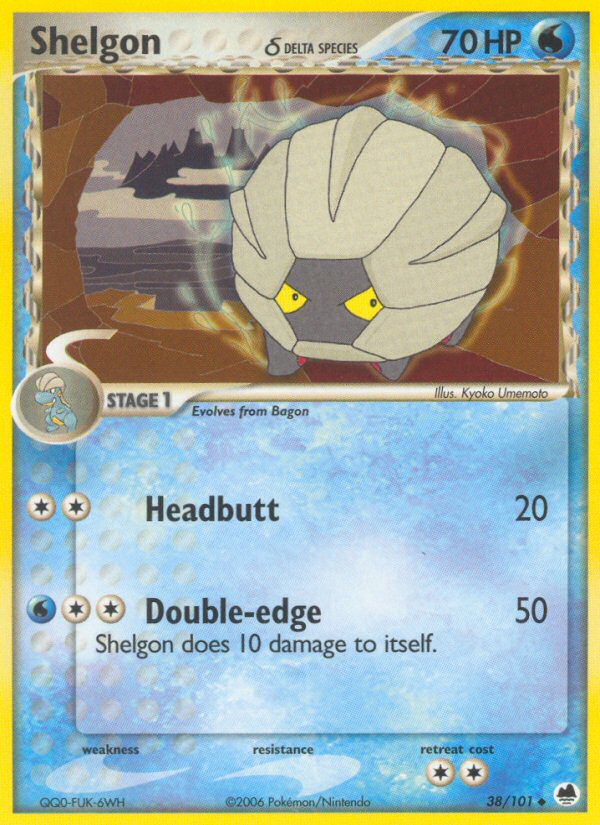 Shelgon δ DELTA SPECIES 70 HP
Illus. Kyoko Umemoto
STAGE 1
Evolves from Bagon
Headbutt 20
Double-edge 50
Shelgon does 10 damage to itself.
weakness resistance retreat cost
QQ0-FUK-6WH ©2006 Pokémon/Nintendo 38/101